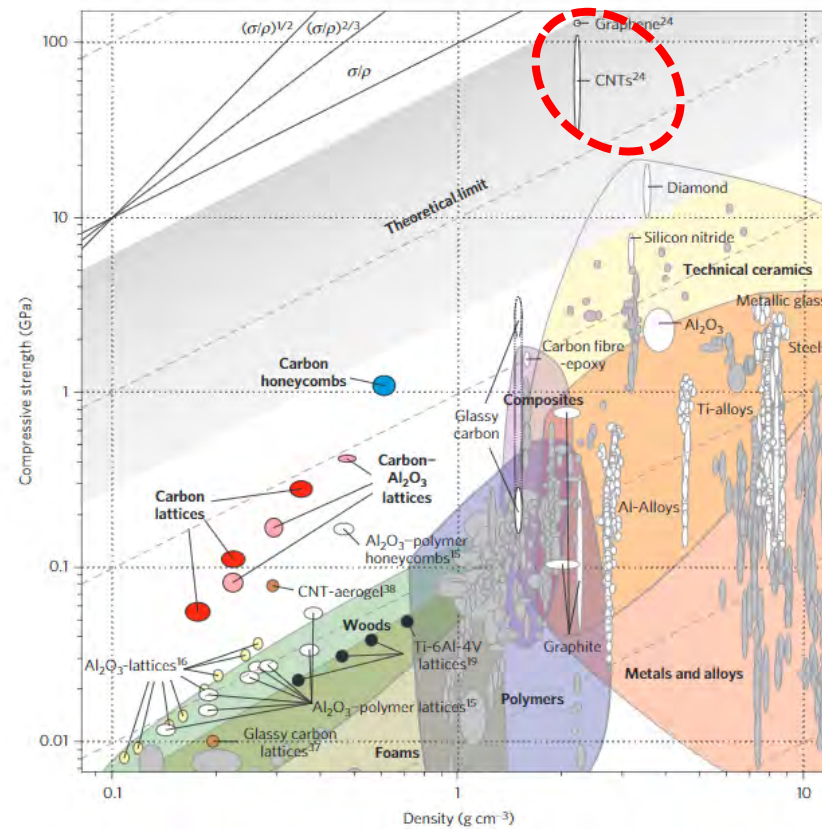 (σ/ρ)1/2
(σ/ρ)2/3
σ/ρ
Graphene24
CNTs24
100
Theoretical limit
Diamond
10
Silicon nitride
Technical ceramics
Metallic glass
Al2O3
Steels
Carbon fibre
-epoxy
Carbon
honeycombs
Compressive strength (GPa)
1
Composites
Ti-alloys
Glassy
carbon
Carbon–
Al2O3
lattices
Carbon
lattices
Al-Alloys
Al2O3–polymer
honeycombs15
0.1
CNT-aerogel38
Woods
Ti-6Al-4V
lattices19
Graphite
Al2O3-lattices16
Metals and alloys
Polymers
Al2O3–polymer lattices15
0.01
Glassy carbon
lattices37
Foams
0.1
1
10
Density (g cm−3)